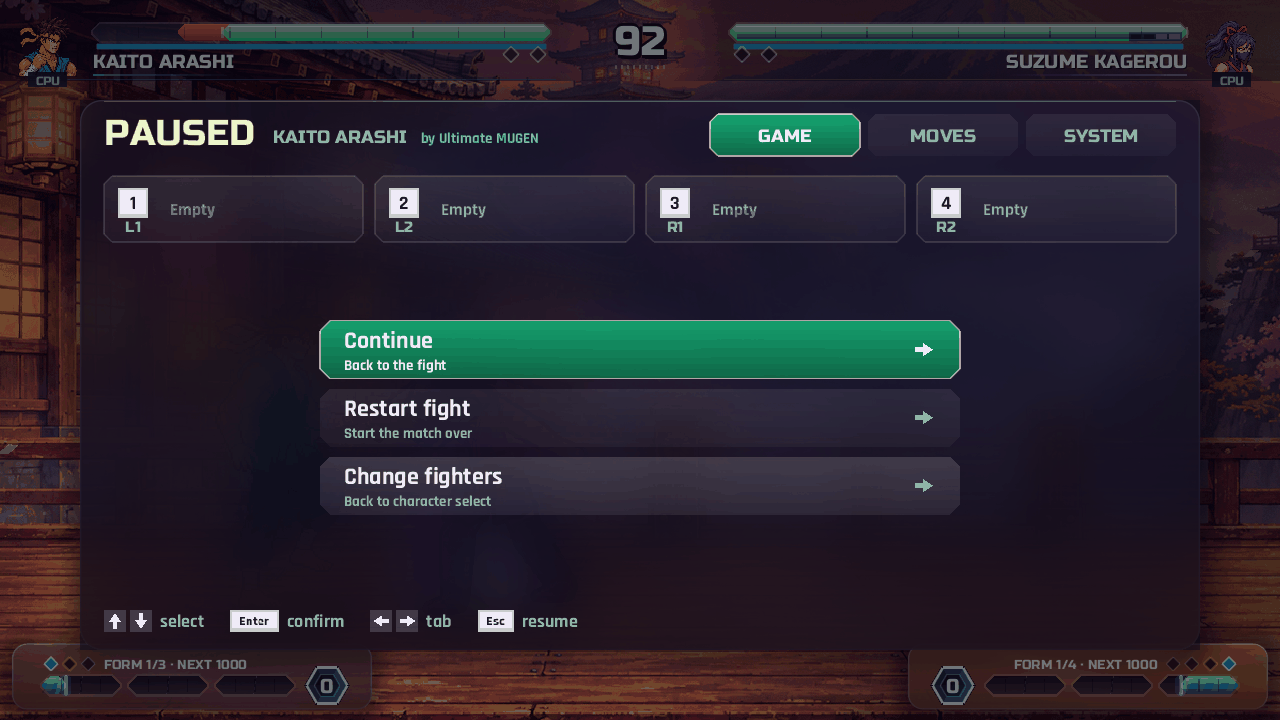 KAITO ARASHI
CPU
92
SUZUME KAGEROU
CPU
PAUSED KAITO ARASHI by Ultimate MUGEN
GAME MOVES SYSTEM
1 L1 Empty
2 L2 Empty
3 R1 Empty
4 R2 Empty
Continue
Back to the fight
Restart fight
Start the match over
Change fighters
Back to character select
select Enter confirm tab Esc resume
FORM 1/3 · NEXT 1000
0
FORM 1/4 · NEXT 1000
0